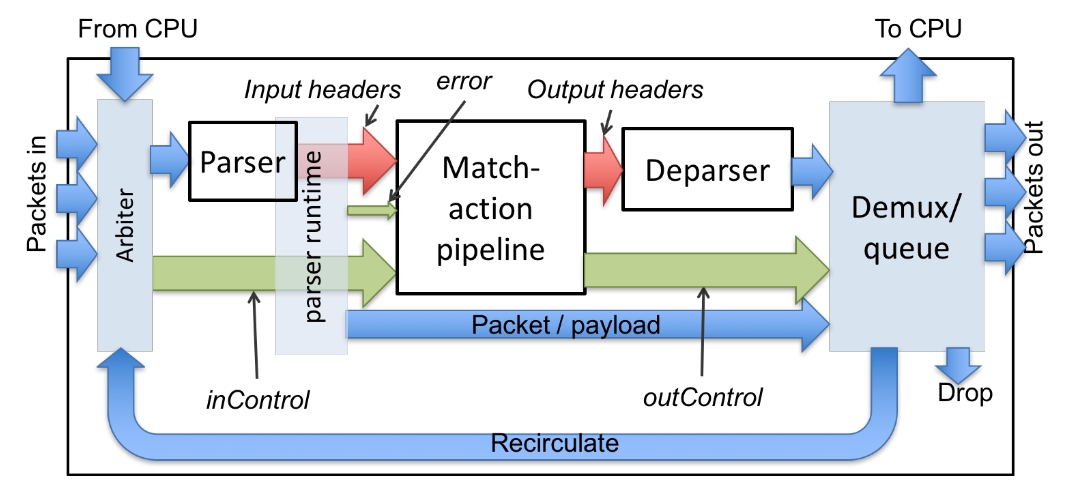 From CPU
To CPU
Input headers
error
Output headers
Packets in
Arbiter
Parser
parser runtime
Match-
action
pipeline
Deparser
Demux/
queue
Packets out
Packet / payload
inControl
outControl
Drop
Recirculate